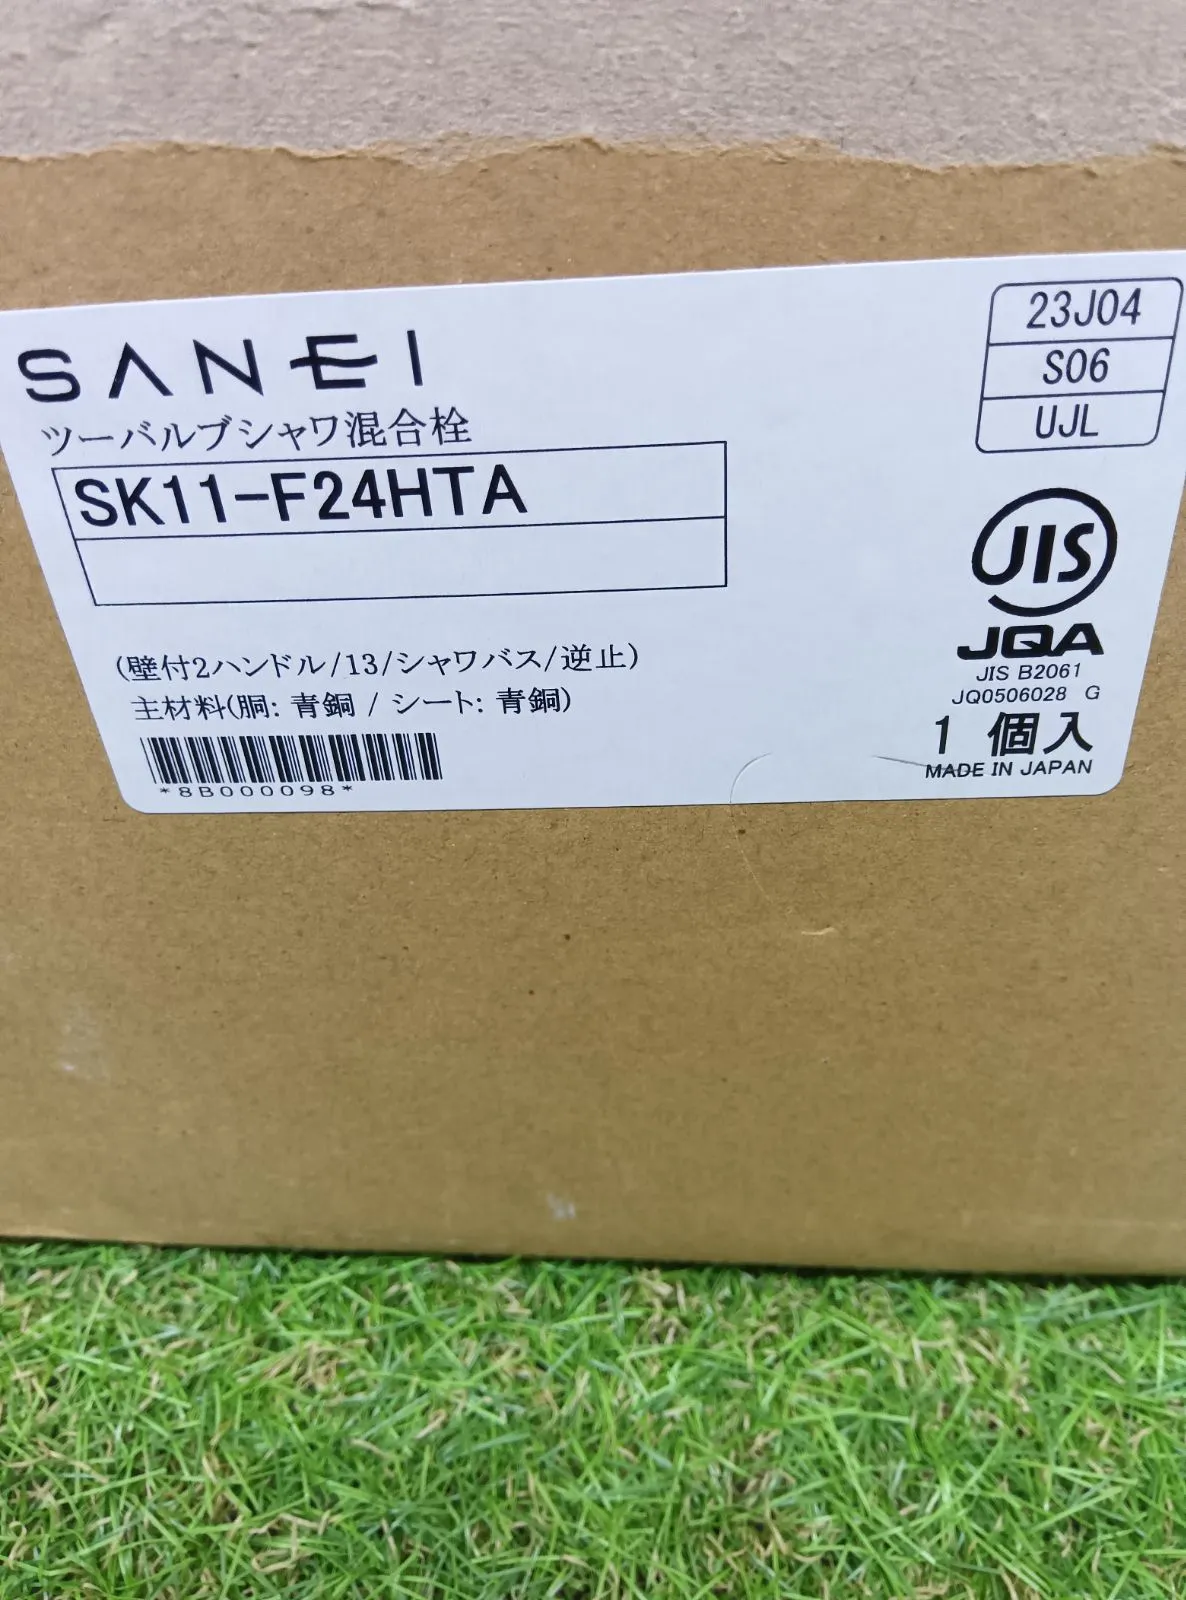 SANEI
ツーバルブシャワ混合栓
SK11-F24HTA
(壁付2ハンドル/13/シャワバス/逆止)
主材料(胴: 青銅 / シート: 青銅)
*8B000098*
23J04
S06
UJL
JIS
JQA
JIS B2061
JQ0506028 G
1 個入
MADE IN JAPAN